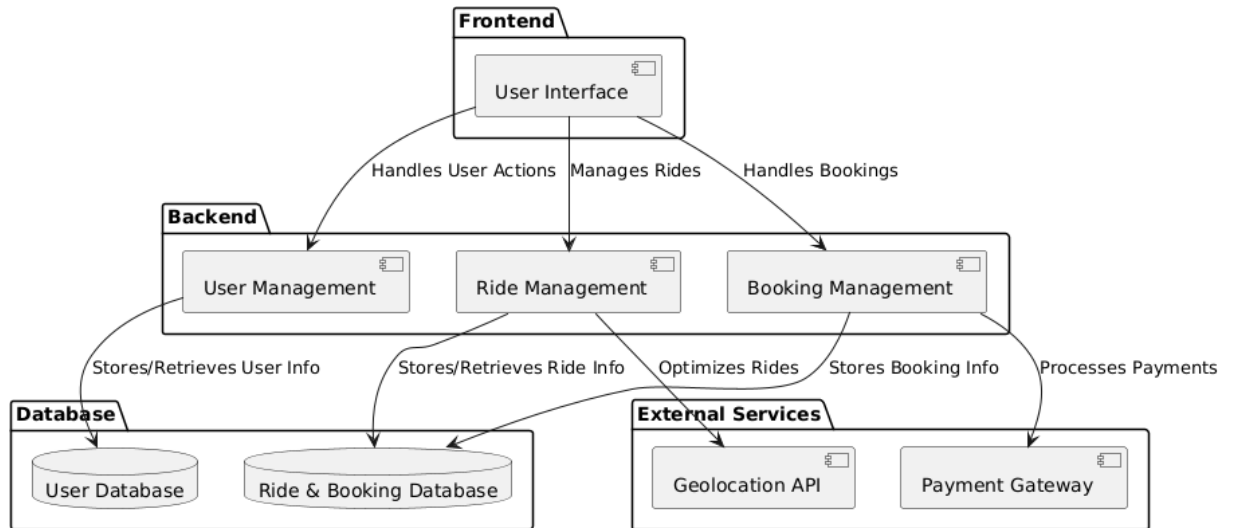 Frontend
User Interface
Handles User Actions
Manages Rides
Handles Bookings
Backend
User Management
Ride Management
Booking Management
Stores/Retrieves User Info
Stores/Retrieves Ride Info
Optimizes Rides
Stores Booking Info
Processes Payments
Database
External Services
User Database
Ride & Booking Database
Geolocation API
Payment Gateway